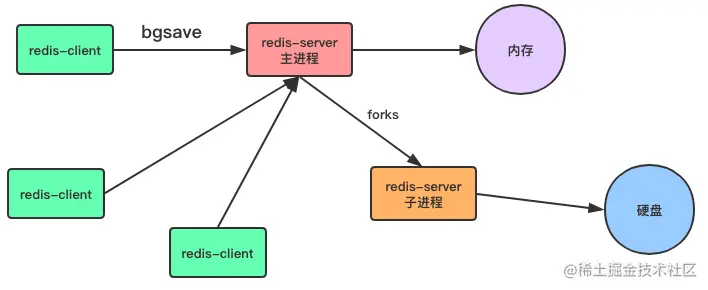 redis-client
bgsave
redis-server
主进程
内存
forks
redis-client
redis-server
子进程
硬盘
redis-client
@稀土掘金技术社区